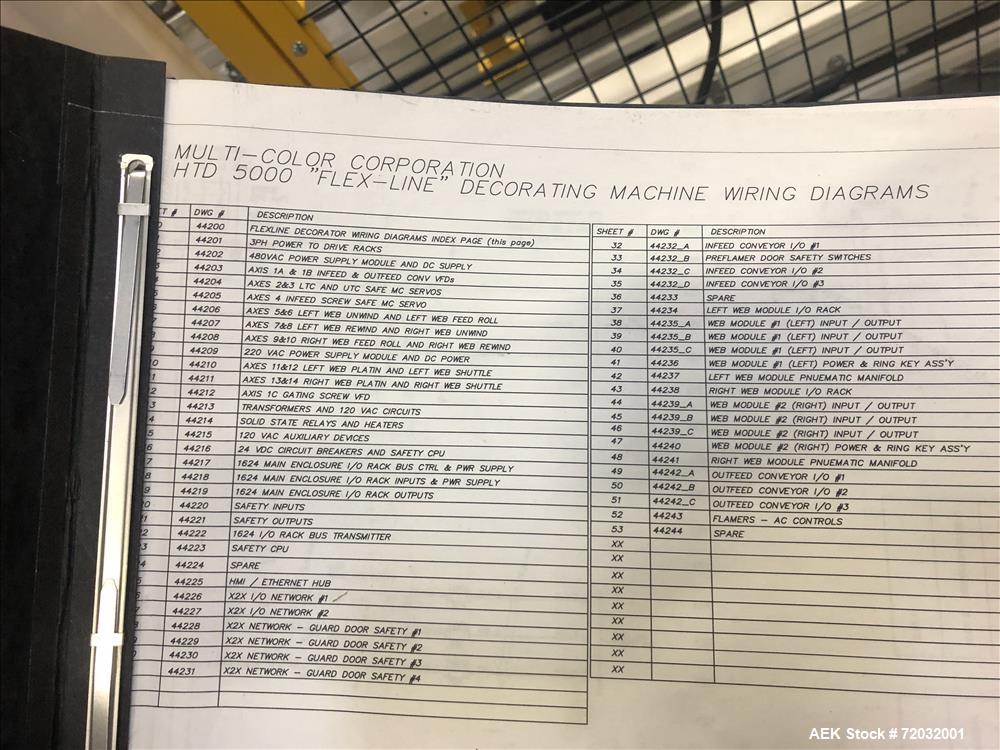 MULTI-COLOR CORPORATION
HTD 5000 "FLEX-LINE" DECORATING MACHINE WIRING DIAGRAMS
DWG # DESCRIPTION
44200 FLEXLINE DECORATOR WIRING DIAGRAMS INDEX PAGE (this page)
44201 3PH POWER TO DRIVE RACKS
44202 480VAC POWER SUPPLY MODULE AND DC SUPPLY
44203 AXIS 1A & 1B INFEED & OUTFEED CONV VFDs
44204 AXES 2&3 LTC AND UTC SAFE MC SERVOS
44205 AXES 4 INFEED SCREW SAFE MC SERVO
44206 AXES 5&6 LEFT WEB UNWIND AND LEFT WEB FEED ROLL
44207 AXES 7&8 LEFT WEB REWIND AND RIGHT WEB UNWIND
44208 AXES 9&10 RIGHT WEB FEED ROLL AND RIGHT WEB REWIND
44209 220 VAC POWER SUPPLY MODULE AND DC POWER
44210 AXES 11&12 LEFT WEB PLATIN AND LEFT WEB SHUTTLE
44211 AXES 13&14 RIGHT WEB PLATIN AND RIGHT WEB SHUTTLE
44212 AXIS 1C GATING SCREW VFD
44213 TRANSFORMERS AND 120 VAC CIRCUITS
44214 SOLID STATE RELAYS AND HEATERS
44215 120 VAC AUXILIARY DEVICES
44216 24 VDC CIRCUIT BREAKERS AND SAFETY CPU
44217 1624 MAIN ENCLOSURE I/O RACK BUS CTRL & PWR SUPPLY
44218 1624 MAIN ENCLOSURE I/O RACK INPUTS & PWR SUPPLY
44219 1624 MAIN ENCLOSURE I/O RACK OUTPUTS
44220 SAFETY INPUTS
44221 SAFETY OUTPUTS
44222 1624 I/O RACK BUS TRANSMITTER
44223 SAFETY CPU
44224 SPARE
44225 HMI / ETHERNET HUB
44226 X2X I/O NETWORK #1
44227 X2X I/O NETWORK #2
44228 X2X NETWORK - GUARD DOOR SAFETY #1
44229 X2X NETWORK - GUARD DOOR SAFETY #2
44230 X2X NETWORK - GUARD DOOR SAFETY #3
44231 X2X NETWORK - GUARD DOOR SAFETY #4
SHEET # DWG # DESCRIPTION
32 44232_A INFEED CONVEYOR I/O #1
33 44232_B PREFLAMER DOOR SAFETY SWITCHES
34 44232_C INFEED CONVEYOR I/O #2
35 44232_D INFEED CONVEYOR I/O #3
36 44233 SPARE
37 44234 LEFT WEB MODULE I/O RACK
38 44235_A WEB MODULE #1 (LEFT) INPUT / OUTPUT
39 44235_B WEB MODULE #1 (LEFT) INPUT / OUTPUT
40 44235_C WEB MODULE #1 (LEFT) INPUT / OUTPUT
41 44236 WEB MODULE #1 (LEFT) POWER & RING KEY ASS'Y
42 44237 LEFT WEB MODULE PNUEMATIC MANIFOLD
43 44238 RIGHT WEB MODULE I/O RACK
44 44239_A WEB MODULE #2 (RIGHT) INPUT / OUTPUT
45 44239_B WEB MODULE #2 (RIGHT) INPUT / OUTPUT
46 44239_C WEB MODULE #2 (RIGHT) INPUT / OUTPUT
47 44240 WEB MODULE #2 (RIGHT) POWER & RING KEY ASS'Y
48 44241 RIGHT WEB MODULE PNUEMATIC MANIFOLD
49 44242_A OUTFEED CONVEYOR I/O #1
50 44242_B OUTFEED CONVEYOR I/O #2
51 44242_C OUTFEED CONVEYOR I/O #3
52 44243 FLAMERS - AC CONTROLS
53 44244 SPARE
XX
XX
XX
XX
XX
XX
XX
XX
XX
AEK Stock # 72032001